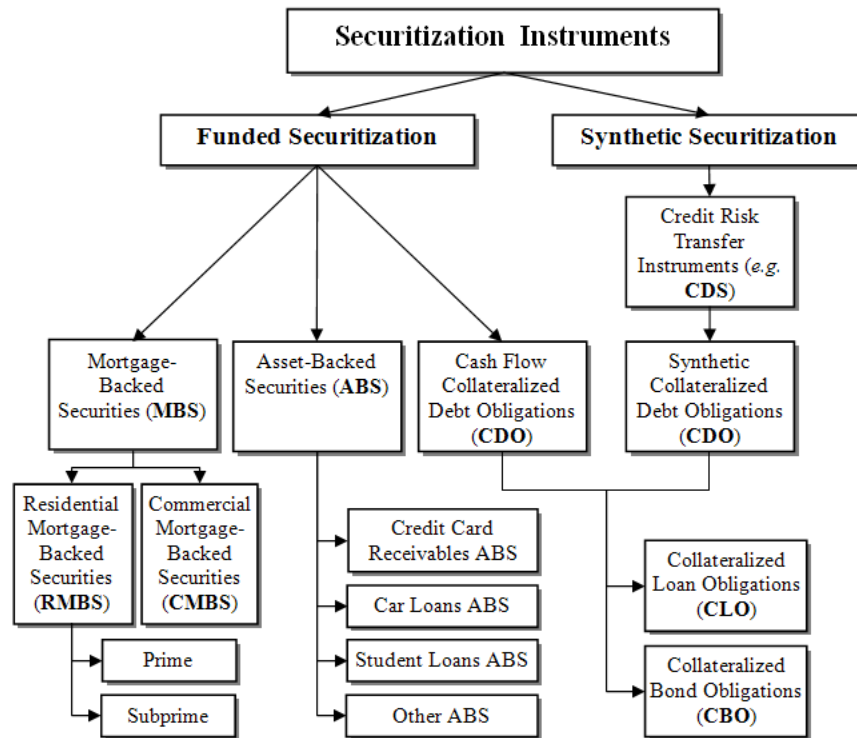 Securitization Instruments
Funded Securitization
Synthetic Securitization
Credit Risk
Transfer
Instruments (e.g.
CDS)
Mortgage-
Backed
Securities (MBS)
Asset-Backed
Securities (ABS)
Cash Flow
Collateralized
Debt Obligations
(CDO)
Synthetic
Collateralized
Debt Obligations
(CDO)
Residential
Mortgage-
Backed
Securities
(RMBS)
Commercial
Mortgage-
Backed
Securities
(CMBS)
Prime
Subprime
Credit Card
Receivables ABS
Car Loans ABS
Student Loans ABS
Other ABS
Collateralized
Loan Obligations
(CLO)
Collateralized
Bond Obligations
(CBO)